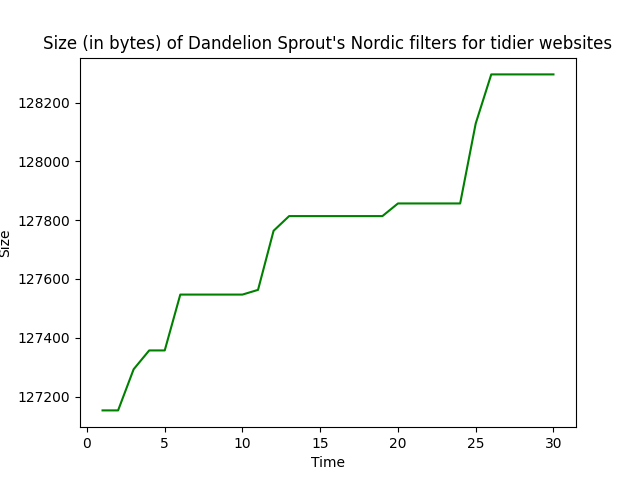 Size (in bytes) of Dandelion Sprout's Nordic filters for tidier websites
128200
128000
127800
127600
127400
127200
Size
0 5 10 15 20 25 30
Time